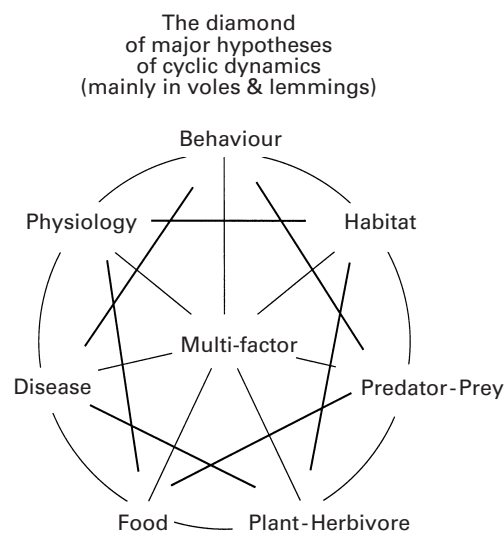 The diamond
of major hypotheses
of cyclic dynamics
(mainly in voles & lemmings)
Behaviour
Physiology
Habitat
Multi-factor
Disease
Predator-Prey
Food
Plant-Herbivore